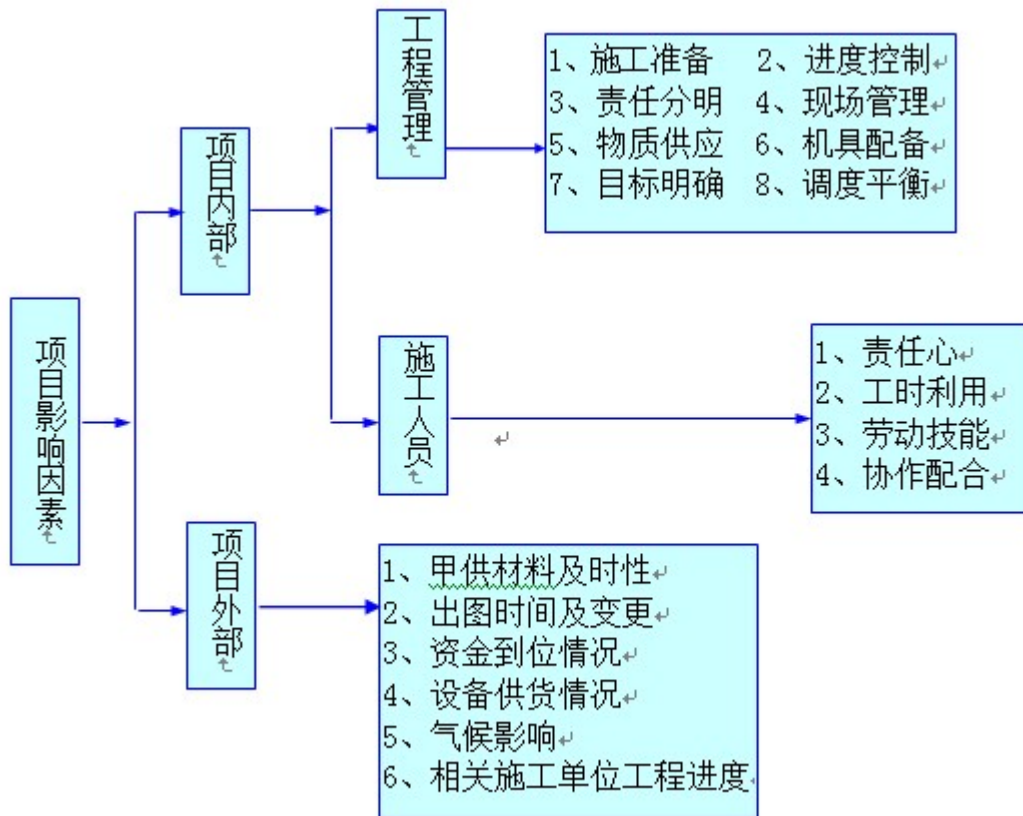 项目影响因素
项目内部
项目外部
工程管理
施工人员
1、施工准备 2、进度控制
3、责任分明 4、现场管理
5、物质供应 6、机具配备
7、目标明确 8、调度平衡
1、责任心
2、工时利用
3、劳动技能
4、协作配合
1、甲供材料及时性
2、出图时间及变更
3、资金到位情况
4、设备供货情况
5、气候影响
6、相关施工单位工程进度